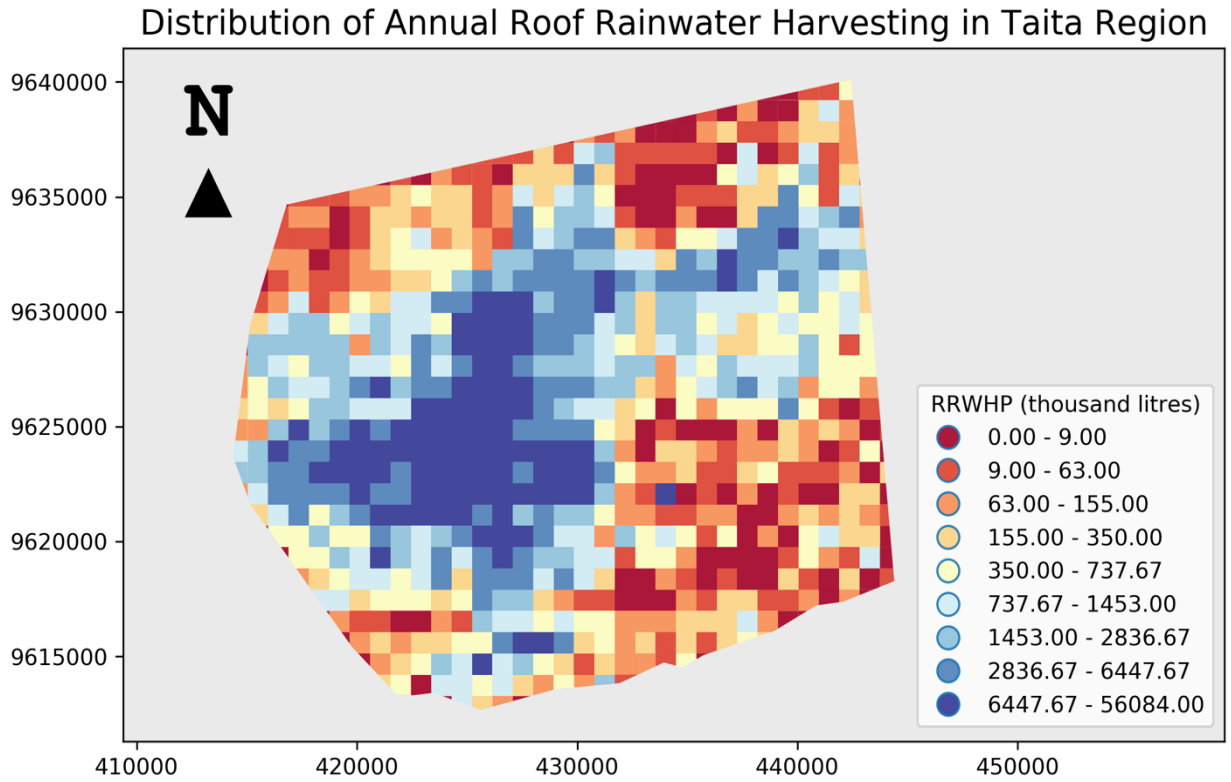 Distribution of Annual Roof Rainwater Harvesting in Taita Region
N
9640000
9635000
9630000
9625000
9620000
9615000
RRWHP (thousand litres)
0.00 - 9.00
9.00 - 63.00
63.00 - 155.00
155.00 - 350.00
350.00 - 737.67
737.67 - 1453.00
1453.00 - 2836.67
2836.67 - 6447.67
6447.67 - 56084.00
410000 420000 430000 440000 450000